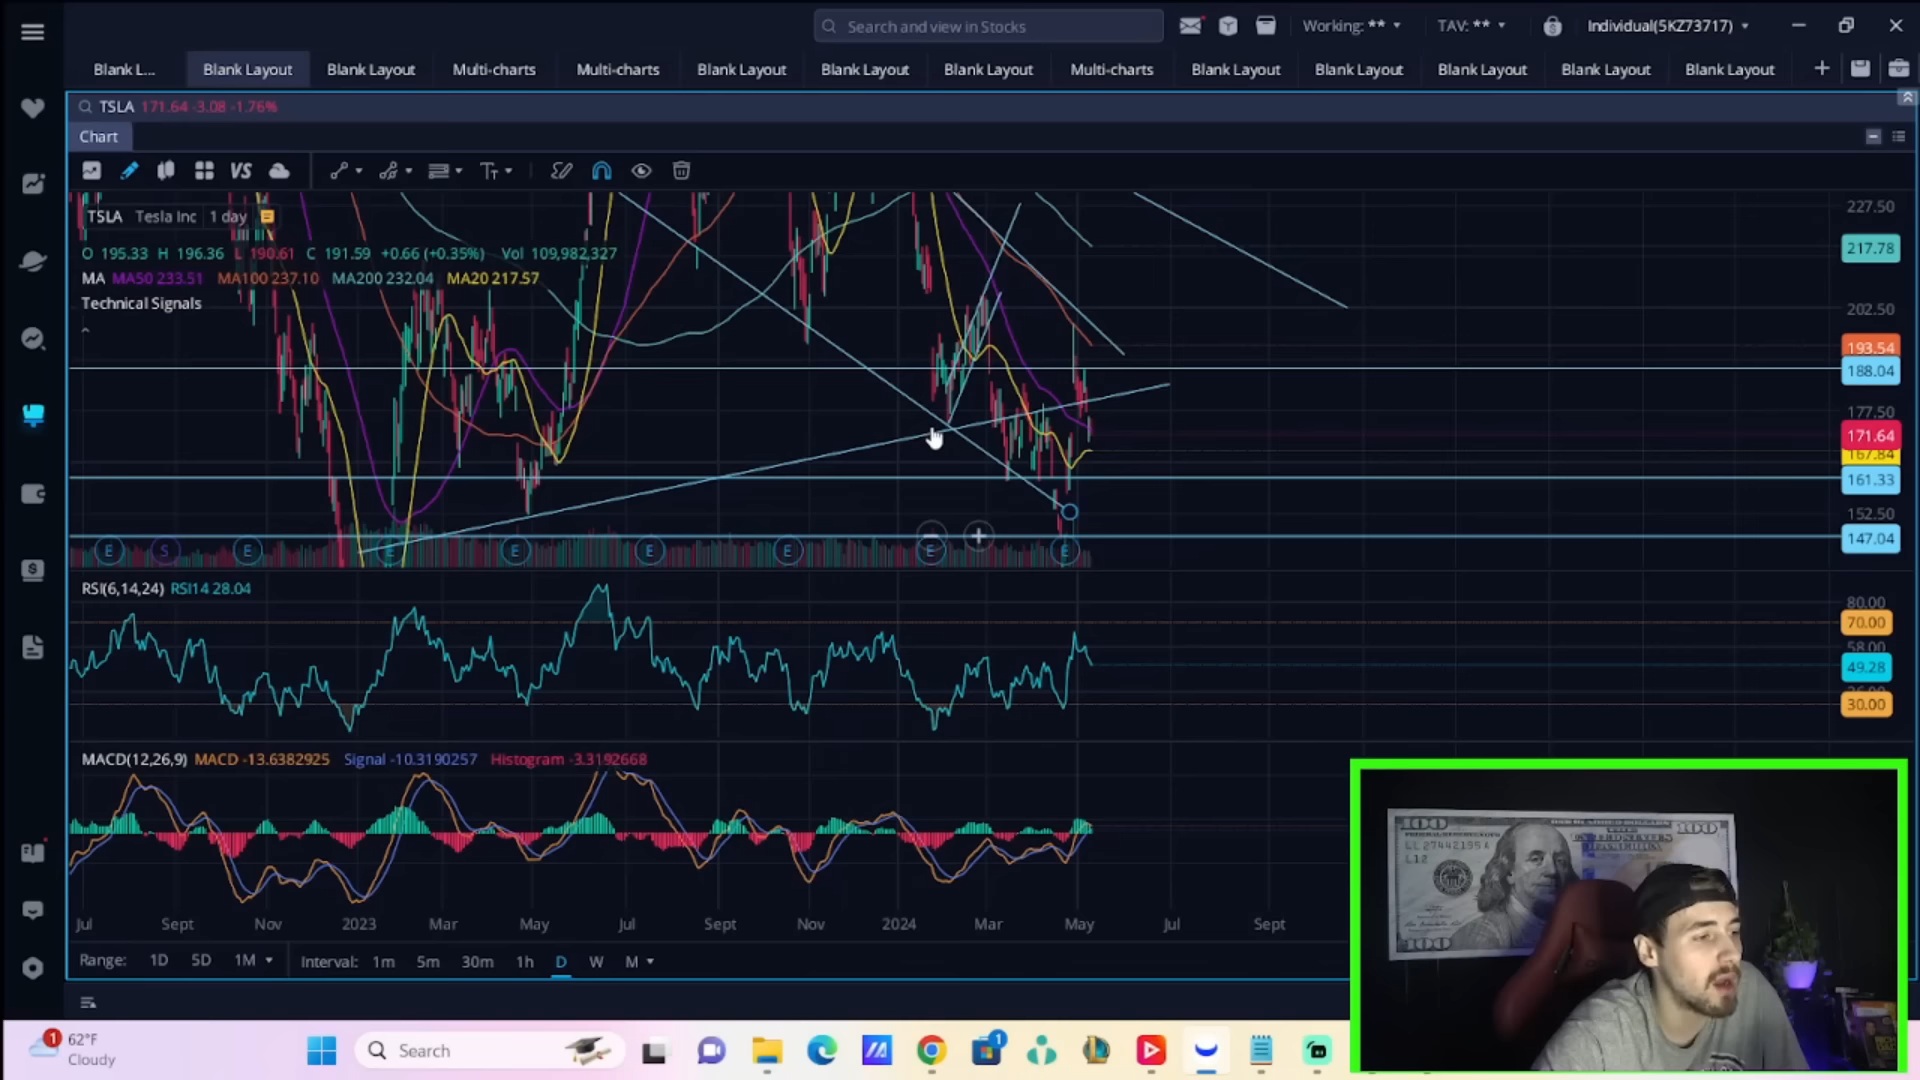 Search and view in Stocks
Working: **
TAV: **
Individual(5KZ73717)
Blank L...
Blank Layout
Blank Layout
Multi-charts
Multi-charts
Blank Layout
Blank Layout
Blank Layout
Multi-charts
Blank Layout
Blank Layout
Blank Layout
Blank Layout
Blank Layout
TSLA 171.64 -3.08 -1.76%
Chart
VS
TSLA Tesla Inc 1 day
O 195.33 H 196.36 L 190.61 C 191.59 +0.66 (+0.35%) Vol 109,982,327
MA MA50 233.51 MA100 237.10 MA200 232.04 MA20 217.57
Technical Signals
227.50
217.78
202.50
193.54
188.04
177.50
171.64
167.84
161.33
152.50
147.04
E S E E E E E E E
RSI(6,14,24) RSI14 28.04
80.00
70.00
58.00
49.28
30.00
MACD(12,26,9) MACD -13.6382925 Signal -10.3190257 Histogram -3.3192668
Jul Sept Nov 2023 Mar May Jul Sept Nov 2024 Mar May Jul Sept
Range: 1D 5D 1M Interval: 1m 5m 30m 1h D W M
100
100
100
100
1
62°F
Cloudy
Search
1